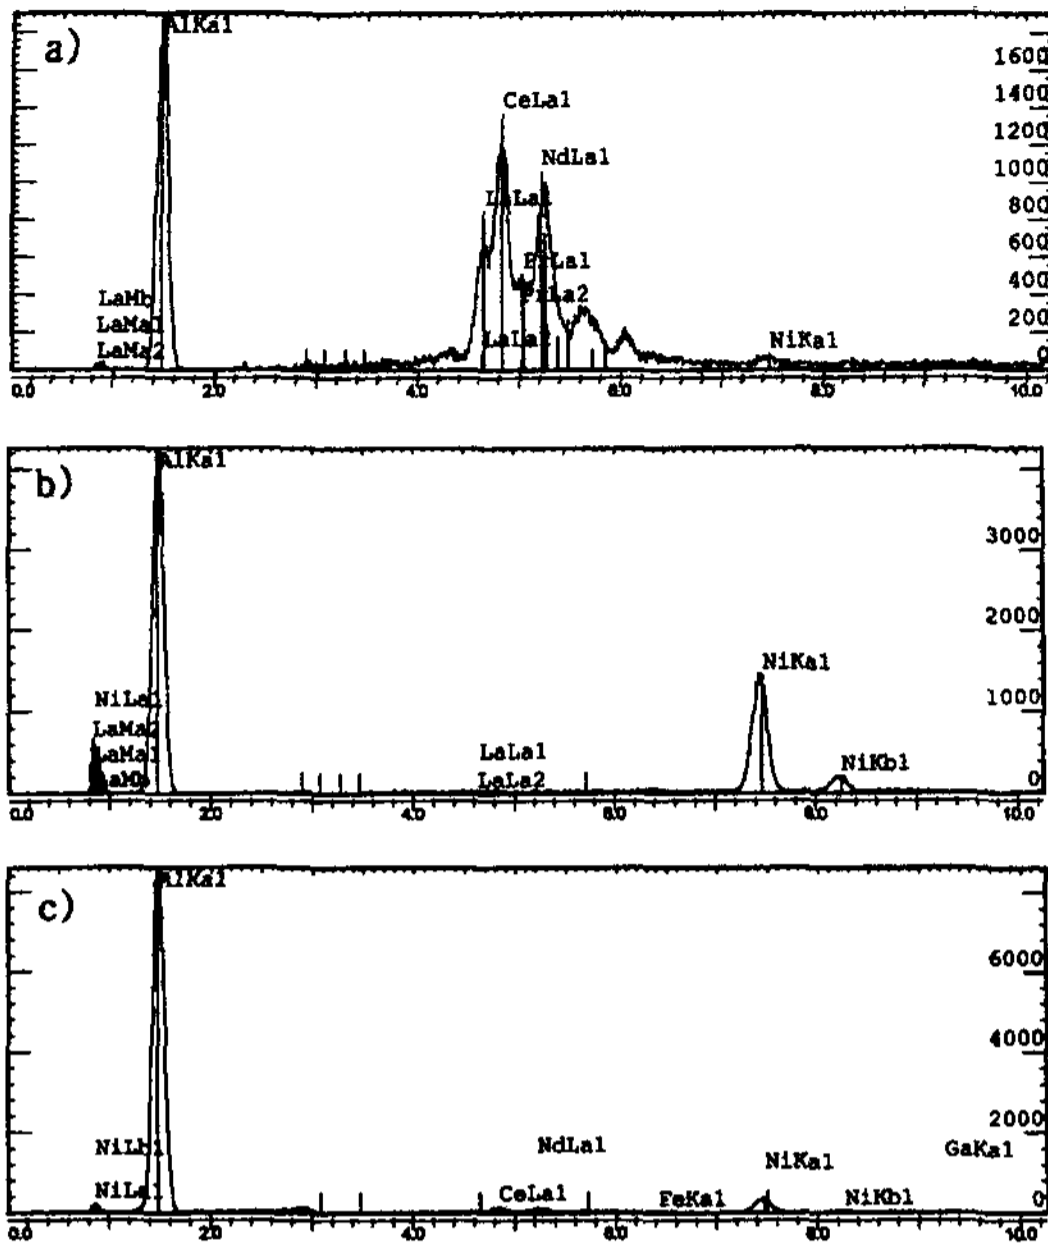 a)
AlKa1
1600
1400
CeLa1
1200
NdLa1
1000
LaLa1
800
600
PrLa1
400
PrLa2
LaMb
LaMa1
200
LaLa2
NiKa1
LaMa2
0
0.0 2.0 4.0 6.0 8.0 10.0
b)
AlKa1
3000
2000
NiKa1
NiLa1
1000
LaMa2
LaLa1
LaMa1
NiKb1
LaLa2
LaMb
0
0.0 2.0 4.0 6.0 8.0 10.0
c)
AlKa1
6000
4000
2000
NiLb1
NdLa1
GaKa1
NiKa1
NiLa1
CeLa1
FeKa1
NiKb1
0
0.0 2.0 4.0 6.0 8.0 10.0